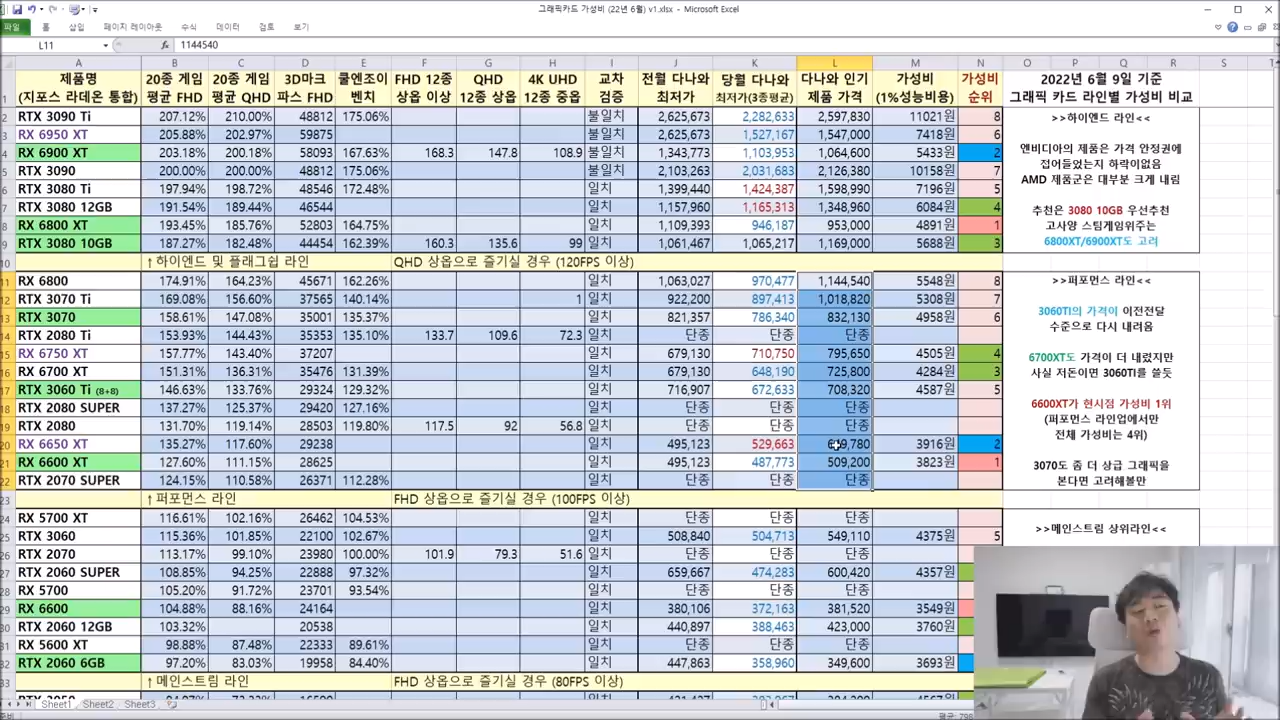 그래픽카드 가성비 (22년 6월) v1.xlsx - Microsoft Excel
파일 홈 삽입 페이지 레이아웃 수식 데이터 검토 보기
L11 fx 1144540
A B C D E F G H I J K L M N O P Q R S T
1 제품명 (지포스 라데온 통합) 20종 게임 평균 FHD 20종 게임 평균 QHD 3D마크 파스 FHD 쿨엔조이 벤치 FHD 12종 상옵 이상 QHD 12종 상옵 4K UHD 12종 중옵 교차 검증 전월 다나와 최저가 당월 다나와 최저가(3종평균) 다나와 인기 제품 가격 가성비 (1%성능비용) 가성비 순위
2 RTX 3090 Ti 207.12% 210.00% 48812 175.06% 불일치 2,625,673 2,282,633 2,597,830 11021원 8
3 RX 6950 XT 205.88% 202.97% 59875 불일치 2,625,673 1,527,167 1,547,000 7418원 6
4 RX 6900 XT 203.18% 200.18% 58093 167.63% 168.3 147.8 108.9 불일치 1,343,773 1,103,953 1,064,600 5433원 2
5 RTX 3090 200.00% 200.00% 48812 175.06% 불일치 2,103,263 2,031,683 2,126,380 10158원 7
6 RTX 3080 Ti 197.94% 198.72% 48546 172.48% 일치 1,399,440 1,424,387 1,598,990 7196원 5
7 RTX 3080 12GB 191.54% 189.44% 46544 일치 1,157,960 1,165,313 1,348,960 6084원 4
8 RX 6800 XT 193.45% 185.76% 52803 164.75% 일치 1,109,393 946,187 953,000 4891원 1
9 RTX 3080 10GB 187.27% 182.48% 44454 162.39% 160.3 135.6 99 일치 1,061,467 1,065,217 1,169,000 5688원 3
10 ↑하이엔드 및 플래그쉽 라인 QHD 상옵으로 즐기실 경우 (120FPS 이상)
11 RX 6800 174.91% 164.23% 45671 162.26% 일치 1,063,027 970,477 1,144,540 5548원 8
12 RTX 3070 Ti 169.08% 156.60% 37565 140.14% 1 일치 922,200 897,413 1,018,820 5308원 7
13 RTX 3070 158.61% 147.08% 35001 135.37% 일치 821,357 786,340 832,130 4958원 6
14 RTX 2080 Ti 153.93% 144.43% 35353 135.10% 133.7 109.6 72.3 일치 단종 단종 단종
15 RX 6750 XT 157.77% 143.40% 37207 일치 679,130 710,750 795,650 4505원 4
16 RX 6700 XT 151.31% 136.31% 35476 131.39% 일치 679,130 648,190 725,800 4284원 3
17 RTX 3060 Ti (8+8) 146.63% 133.76% 29324 129.32% 일치 716,907 672,633 708,320 4587원 5
18 RTX 2080 SUPER 137.27% 125.37% 29420 127.16% 일치 단종 단종 단종
19 RTX 2080 131.70% 119.14% 28503 119.80% 117.5 92 56.8 일치 단종 단종 단종
20 RX 6650 XT 135.27% 117.60% 29238 일치 495,123 529,663 3916원 2
21 RX 6600 XT 127.60% 111.15% 28625 일치 495,123 487,773 509,200 3823원 1
22 RTX 2070 SUPER 124.15% 110.58% 26371 112.28% 일치 단종 단종 단종
23 ↑퍼포먼스 라인 FHD 상옵으로 즐기실 경우 (100FPS 이상)
24 RX 5700 XT 116.61% 102.16% 26462 104.53% 일치 단종 단종 단종
25 RTX 3060 115.36% 101.85% 22100 102.67% 일치 508,840 504,713 549,110 4375원 5
26 RTX 2070 113.17% 99.10% 23980 100.00% 101.9 79.3 51.6 일치 단종 단종 단종
27 RTX 2060 SUPER 108.85% 94.25% 22888 97.32% 일치 659,667 474,283 600,420 4357원
28 RX 5700 105.20% 91.72% 23701 93.54% 일치 단종 단종 단종
29 RX 6600 104.88% 88.16% 24164 일치 380,106 372,163 381,520 3549원
30 RTX 2060 12GB 103.32% 20538 일치 440,897 388,463 423,000 3760원
31 RX 5600 XT 98.88% 87.48% 22333 89.61% 일치 단종 단종 단종
32 RTX 2060 6GB 97.20% 83.03% 19958 84.40% 일치 447,863 358,960 349,600 3693원
33 ↑메인스트림 라인 FHD 상옵으로 즐기실 경우 (80FPS 이상)
2022년 6월 9일 기준
그래픽 카드 라인별 가성비 비교
>>하이엔드 라인<<
엔비디아의 제품은 가격 안정권에
접어들었는지 하락이없음
AMD 제품군은 대부분 크게 내림
추천은 3080 10GB 우선추천
고사양 스팀게임위주는
6800XT/6900XT도 고려
>>퍼포먼스 라인<<
3060Ti의 가격이 이전전달
수준으로 다시 내려옴
6700XT도 가격이 더 내렸지만
사실 저돈이면 3060Ti를 쓸듯
6600XT가 현시점 가성비 1위
(퍼포먼스 라인업에서만
전체 가성비는 4위)
3070도 좀 더 상급 그래픽을
본다면 고려해볼만
>>메인스트림 상위라인<<
Sheet1 Sheet2 Sheet3